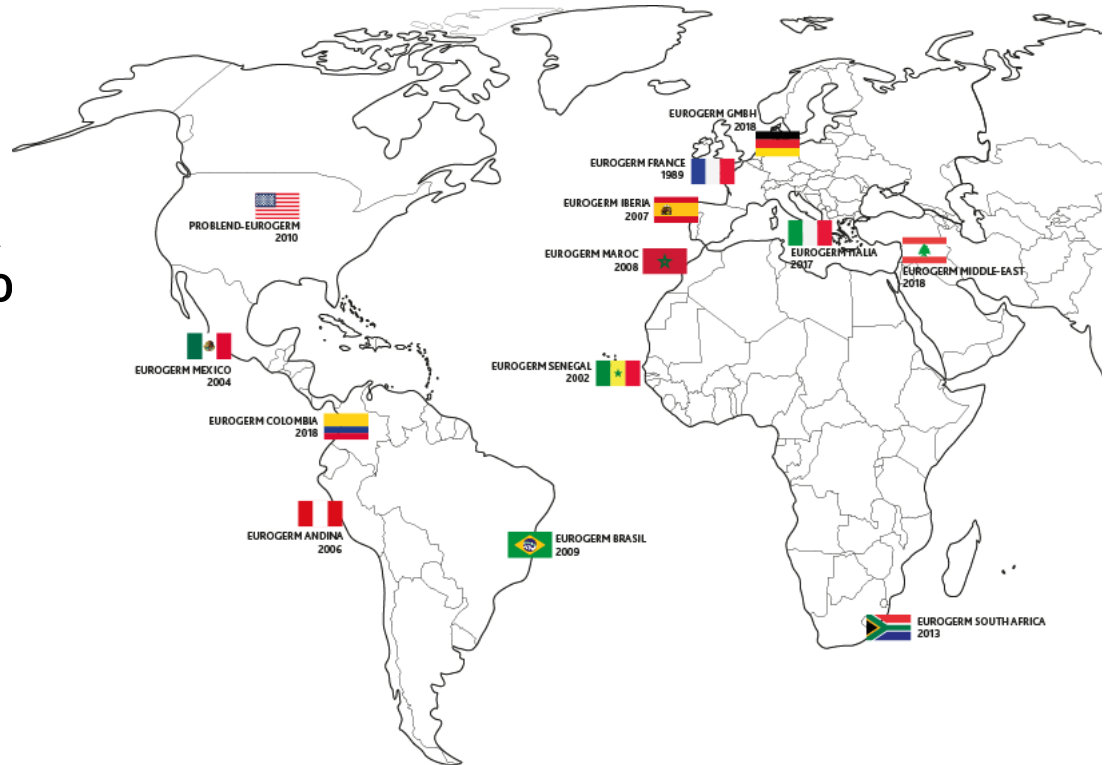 EUROGERM GMBH
2018
EUROGERM FRANCE
1989
EUROGERM IBERIA
2007
PROBLEND-EUROGERM
2010
EUROGERM MAROC
2008
EUROGERM ITALIA
2017
EUROGERM MIDDLE-EAST
2018
EUROGERM MEXICO
2004
EUROGERM SENEGAL
2002
EUROGERM COLOMBIA
2018
EUROGERM ANDINA
2006
EUROGERM BRASIL
2009
EUROGERM SOUTH AFRICA
2013